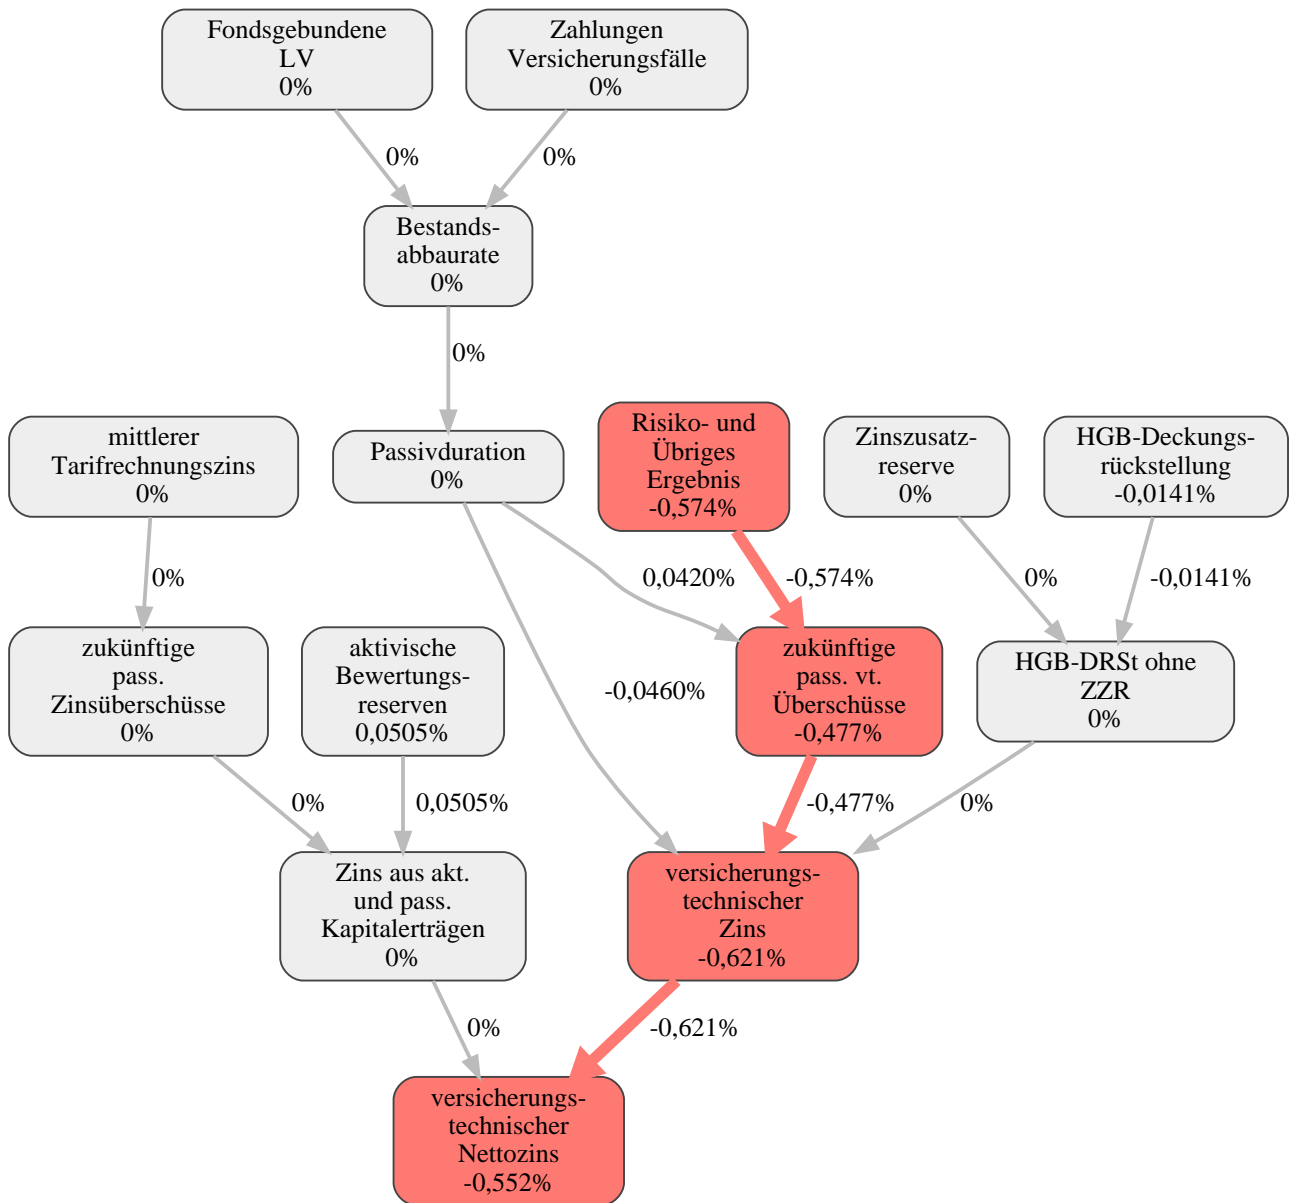 Fondsgebundene
LV
0%
Zahlungen
Versicherungsfälle
0%
0%
0%
Bestands-
abbaurate
0%
0%
mittlerer
Tarifrechnungszins
0%
Passivduration
0%
Risiko- und
Übriges
Ergebnis
-0,574%
Zinszusatz-
reserve
0%
HGB-Deckungs-
rückstellung
-0,0141%
0%
0,0420%
-0,574%
0%
-0,0141%
zukünftige
pass.
Zinsüberschüsse
0%
aktivische
Bewertungs-
reserven
0,0505%
-0,0460%
zukünftige
pass. vt.
Überschüsse
-0,477%
HGB-DRSt ohne
ZZR
0%
0%
0,0505%
-0,477%
0%
Zins aus akt.
und pass.
Kapitalerträgen
0%
versicherungs-
technischer
Zins
-0,621%
0%
-0,621%
versicherungs-
technischer
Nettozins
-0,552%